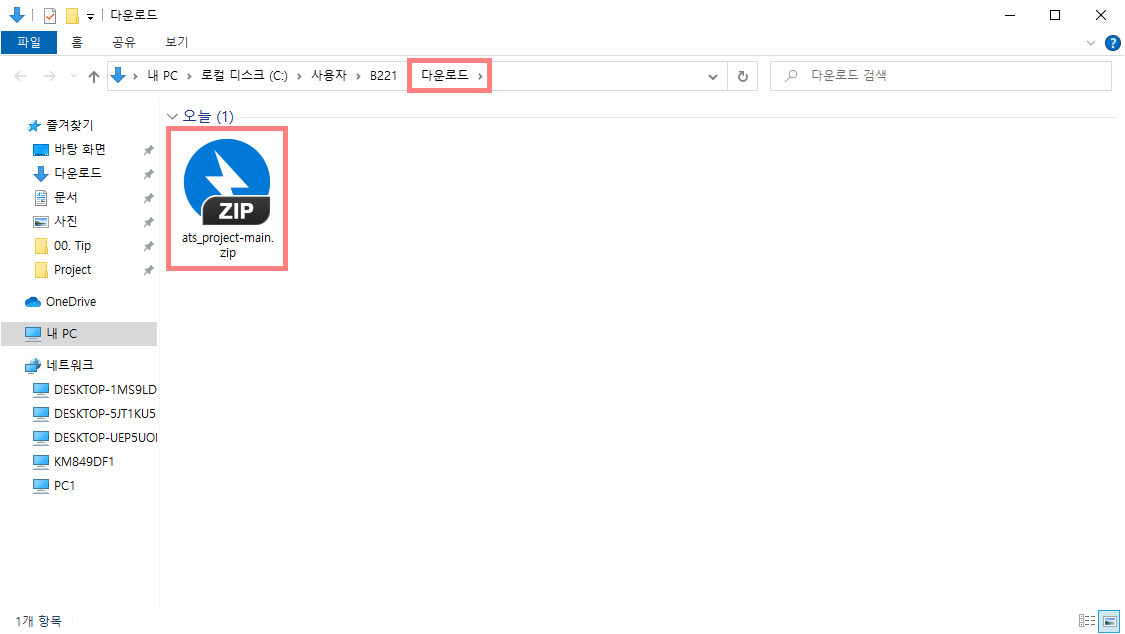 다운로드
파일 홈 공유 보기
내 PC 로컬 디스크 (C:) 사용자 B221 다운로드
다운로드 검색
즐겨찾기
바탕 화면
다운로드
문서
사진
00. Tip
Project
OneDrive
내 PC
네트워크
DESKTOP-1MS9LD
DESKTOP-5JT1KU5
DESKTOP-UEP5UOI
KM849DF1
PC1
오늘 (1)
ZIP
ats_project-main.
zip
1개 항목